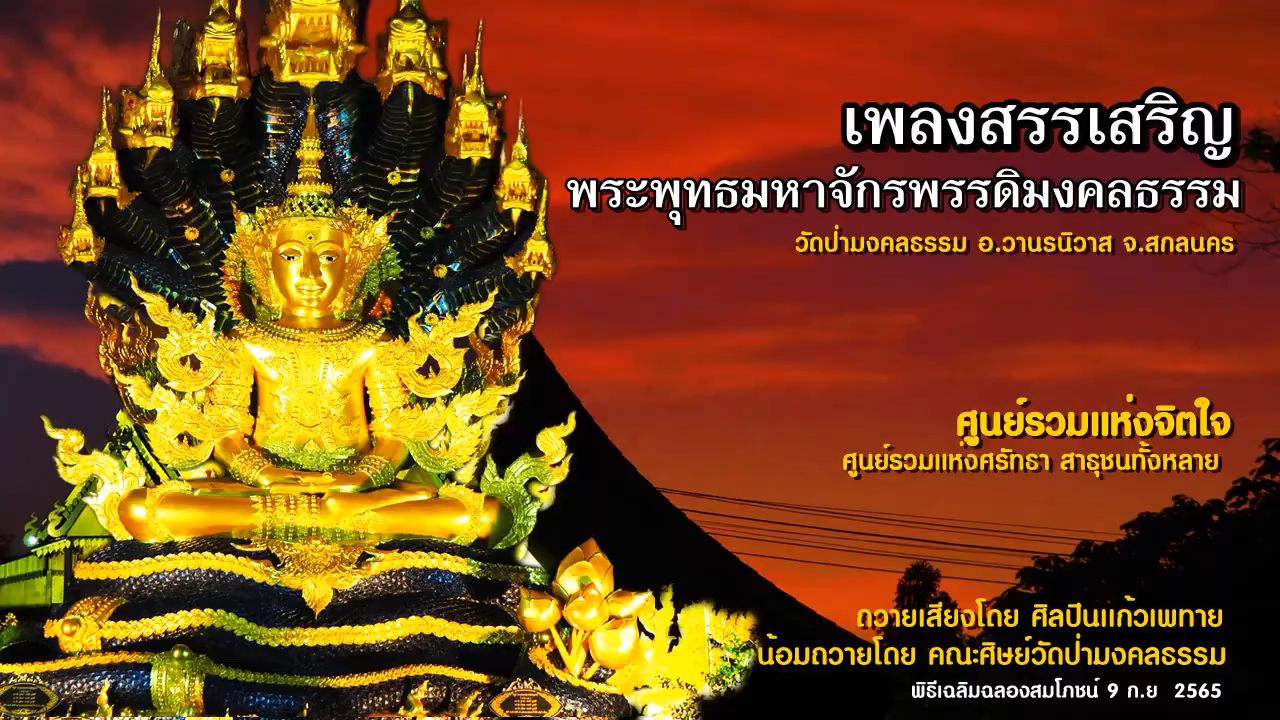 เพลงสรรเสริญ
พระพุทธมหาจักรพรรดิมงคลธรรม
วัดป่ามงคลธรรม อ.วานรนิวาส จ.สกลนคร
ศูนย์รวมแห่งจิตใจ
ศูนย์รวมแห่งศรัทธา สาธุชนทั้งหลาย
ถวายเสียงโดย ศิลปินแก้วเพทาย
น้อมถวายโดย คณะศิษย์วัดป่ามงคลธรรม
พิธีเฉลิมฉลองสมโภชน์ 9 ก.ย 2565